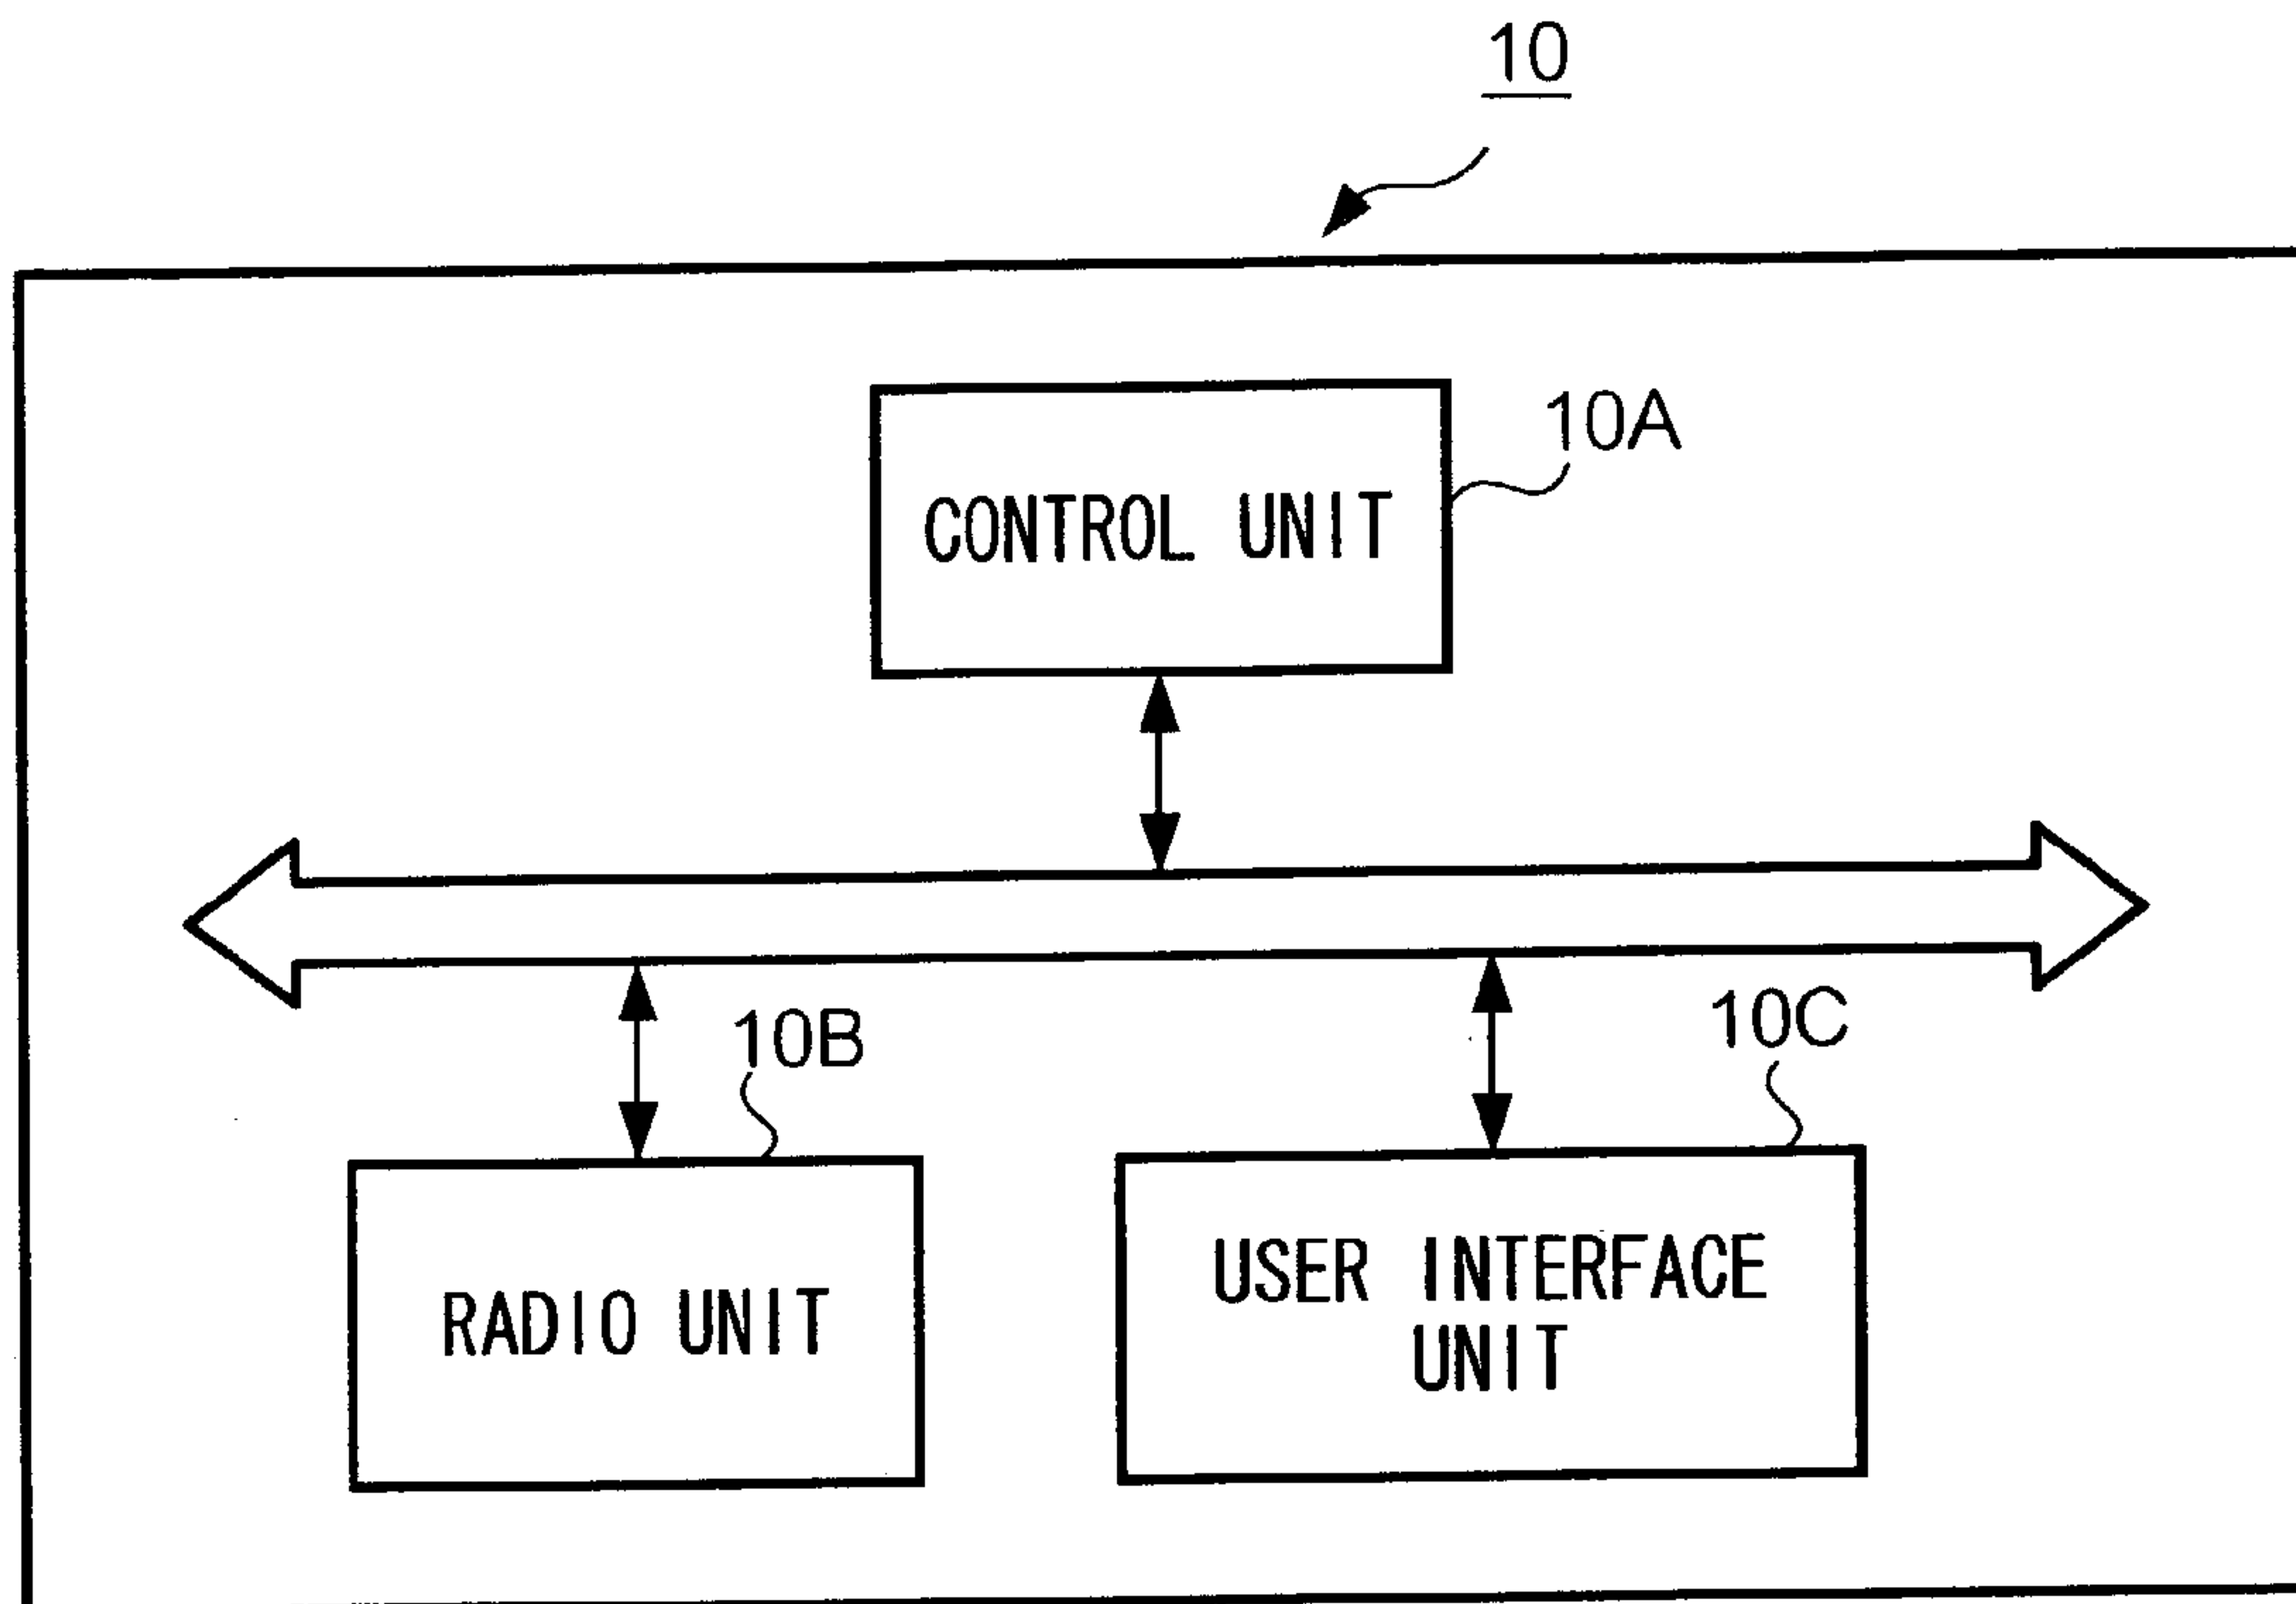 10
10A
CONTROL UNIT
10B
10C
RADIO UNIT
USER INTERFACE
UNIT